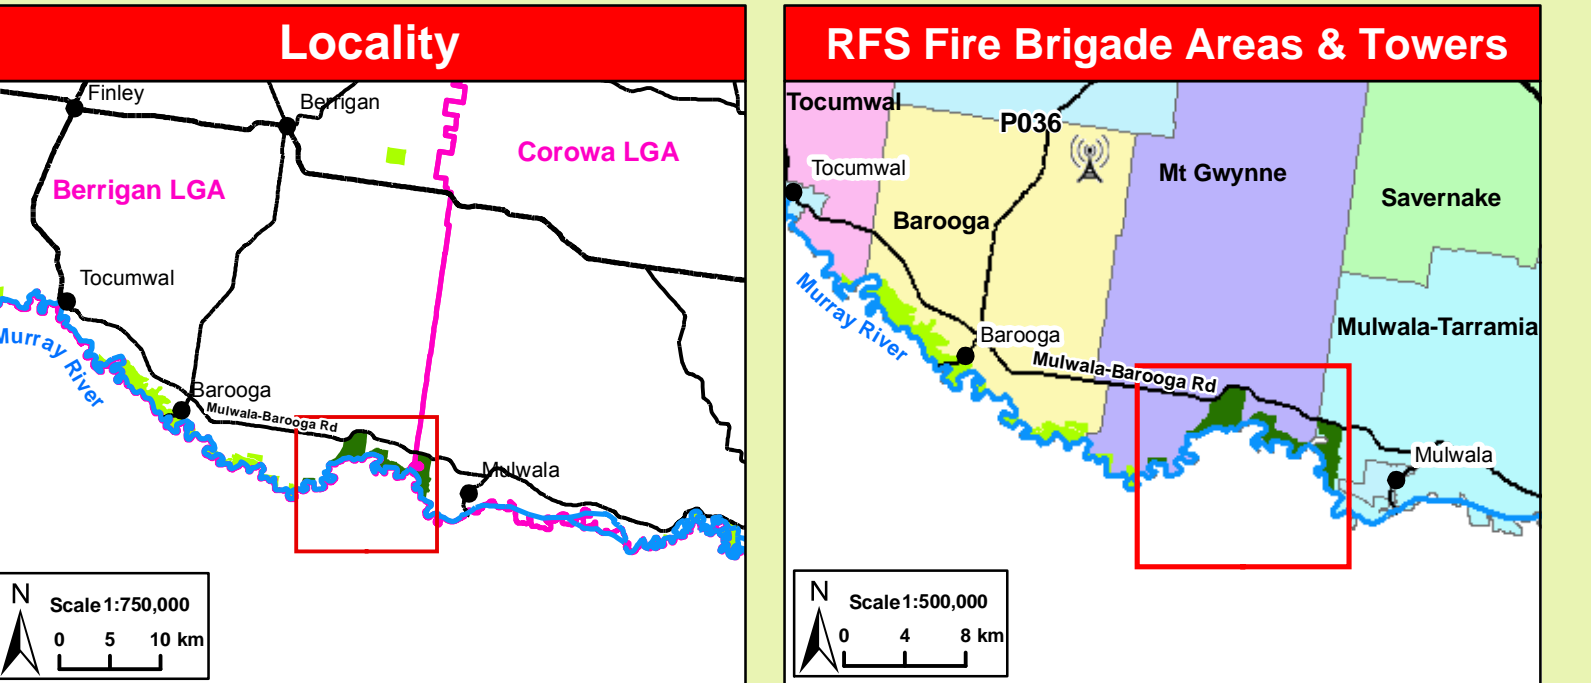 Locality
Finley
Berrigan
Corowa LGA
Berrigan LGA
Tocumwal
Murray River
Barooga
Mulwala-Barooga Rd
Mulwala
N
Scale 1:750,000
0 5 10 km
RFS Fire Brigade Areas & Towers
Tocumwal
P036
Tocumwal
Mt Gwynne
Savernake
Barooga
Murray River
Mulwala-Tarramia
Barooga
Mulwala-Barooga Rd
Mulwala
N
Scale 1:500,000
0 4 8 km